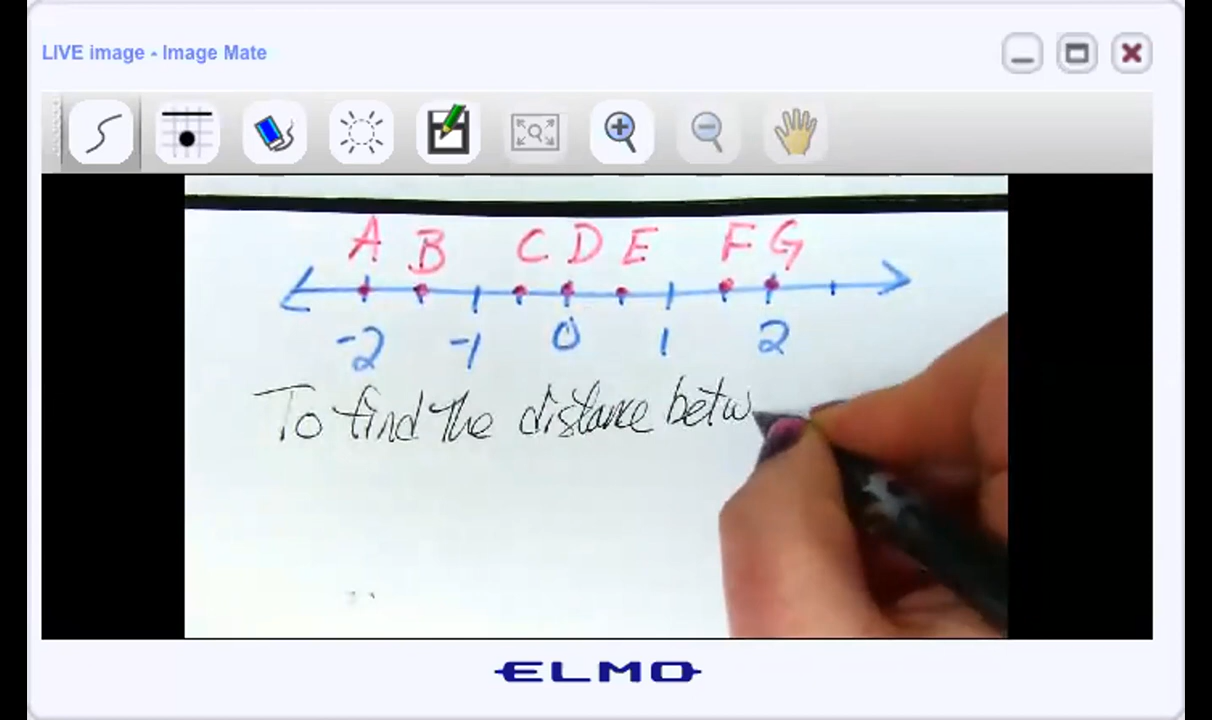 LIVE image - Image Mate
A B C D E F G
-2 -1 0 1 2
To find the distance betw
ELMO